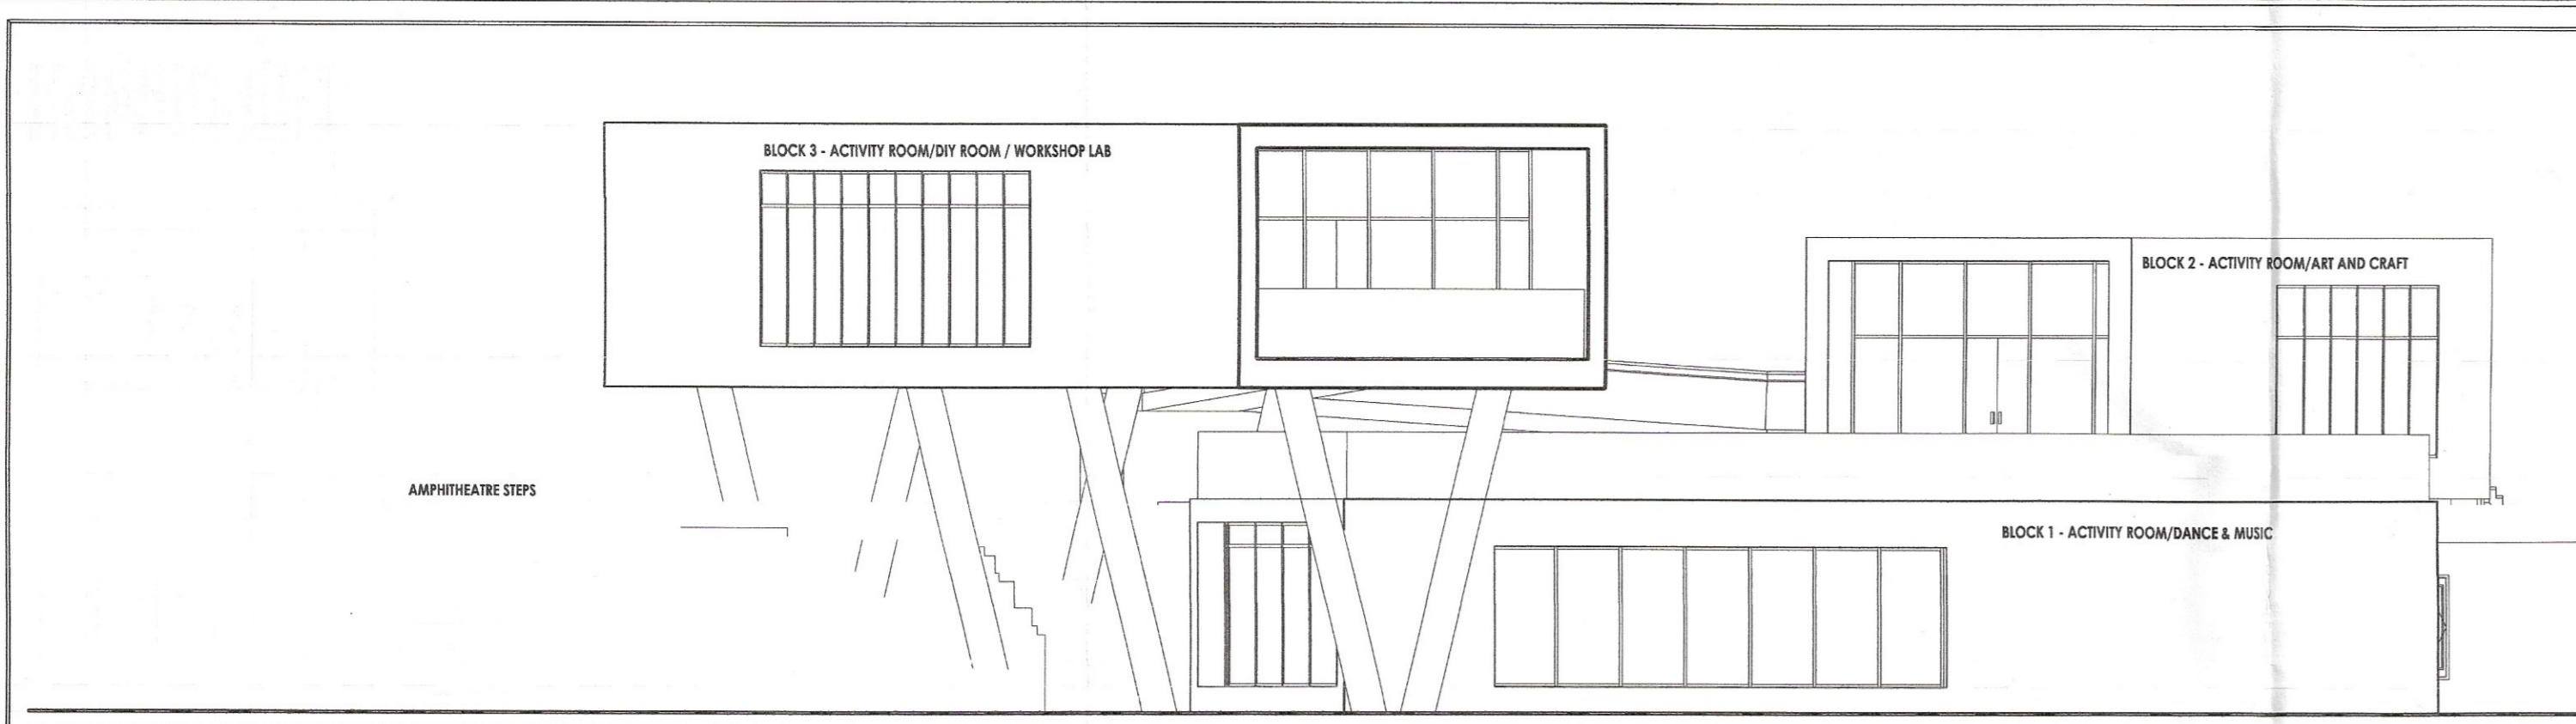 BLOCK 3 - ACTIVITY ROOM/DIY ROOM / WORKSHOP LAB
BLOCK 2 - ACTIVITY ROOM/ART AND CRAFT
AMPHITHEATRE STEPS
BLOCK 1 - ACTIVITY ROOM/DANCE & MUSIC